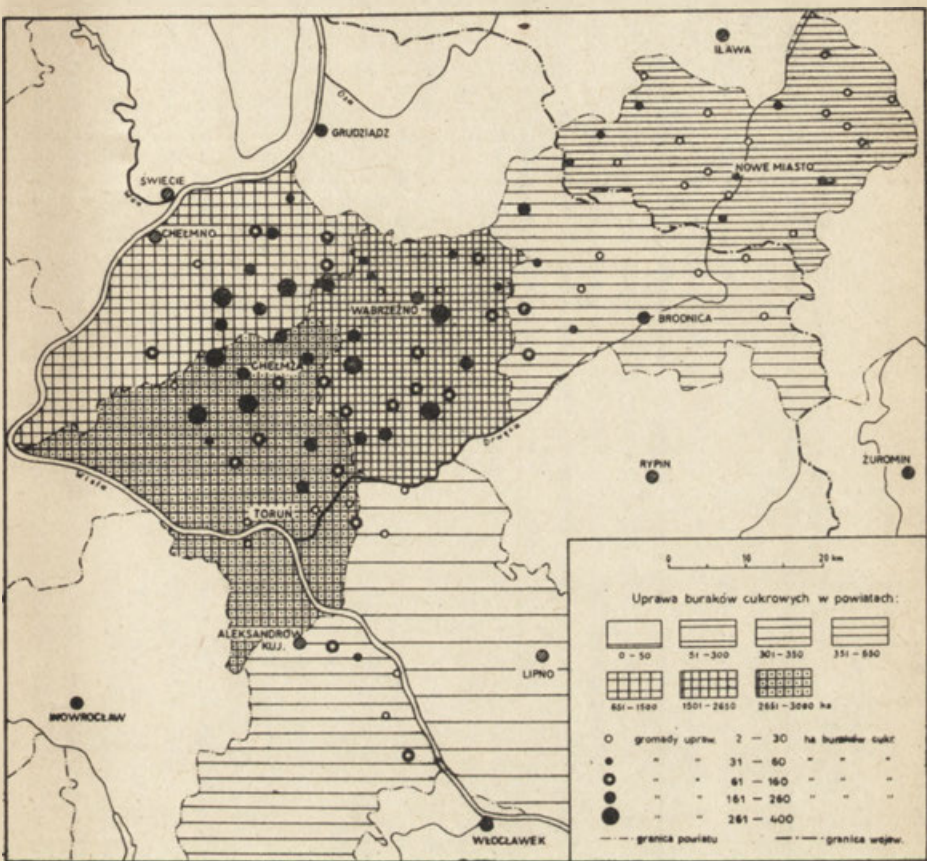 IŁAWA
Osa
GRUDZIĄDZ
ŚWIECIE
NOWE MIASTO
CHEŁMNO
WĄBRZEŹNO
BRODNICA
CHEŁMŻA
Drwęca
RYPIN
ŻUROMIN
Wisła
TORUŃ
ALEKSANDRÓW
KUJ.
LIPNO
INOWROCŁAW
WŁOCŁAWEK
0 10 20 km
Uprawa buraków cukrowych w powiatach:
0-50 51-300 301-350 351-650
651-1500 1501-2650 2651-3000 ha
gromady upraw. 2 — 30 ha buraków cukr.
" " 31 — 60 " " "
" " 61 — 160 " " "
" " 161 — 260 " " "
" " 261 — 400
granica powiatu granica wojew.